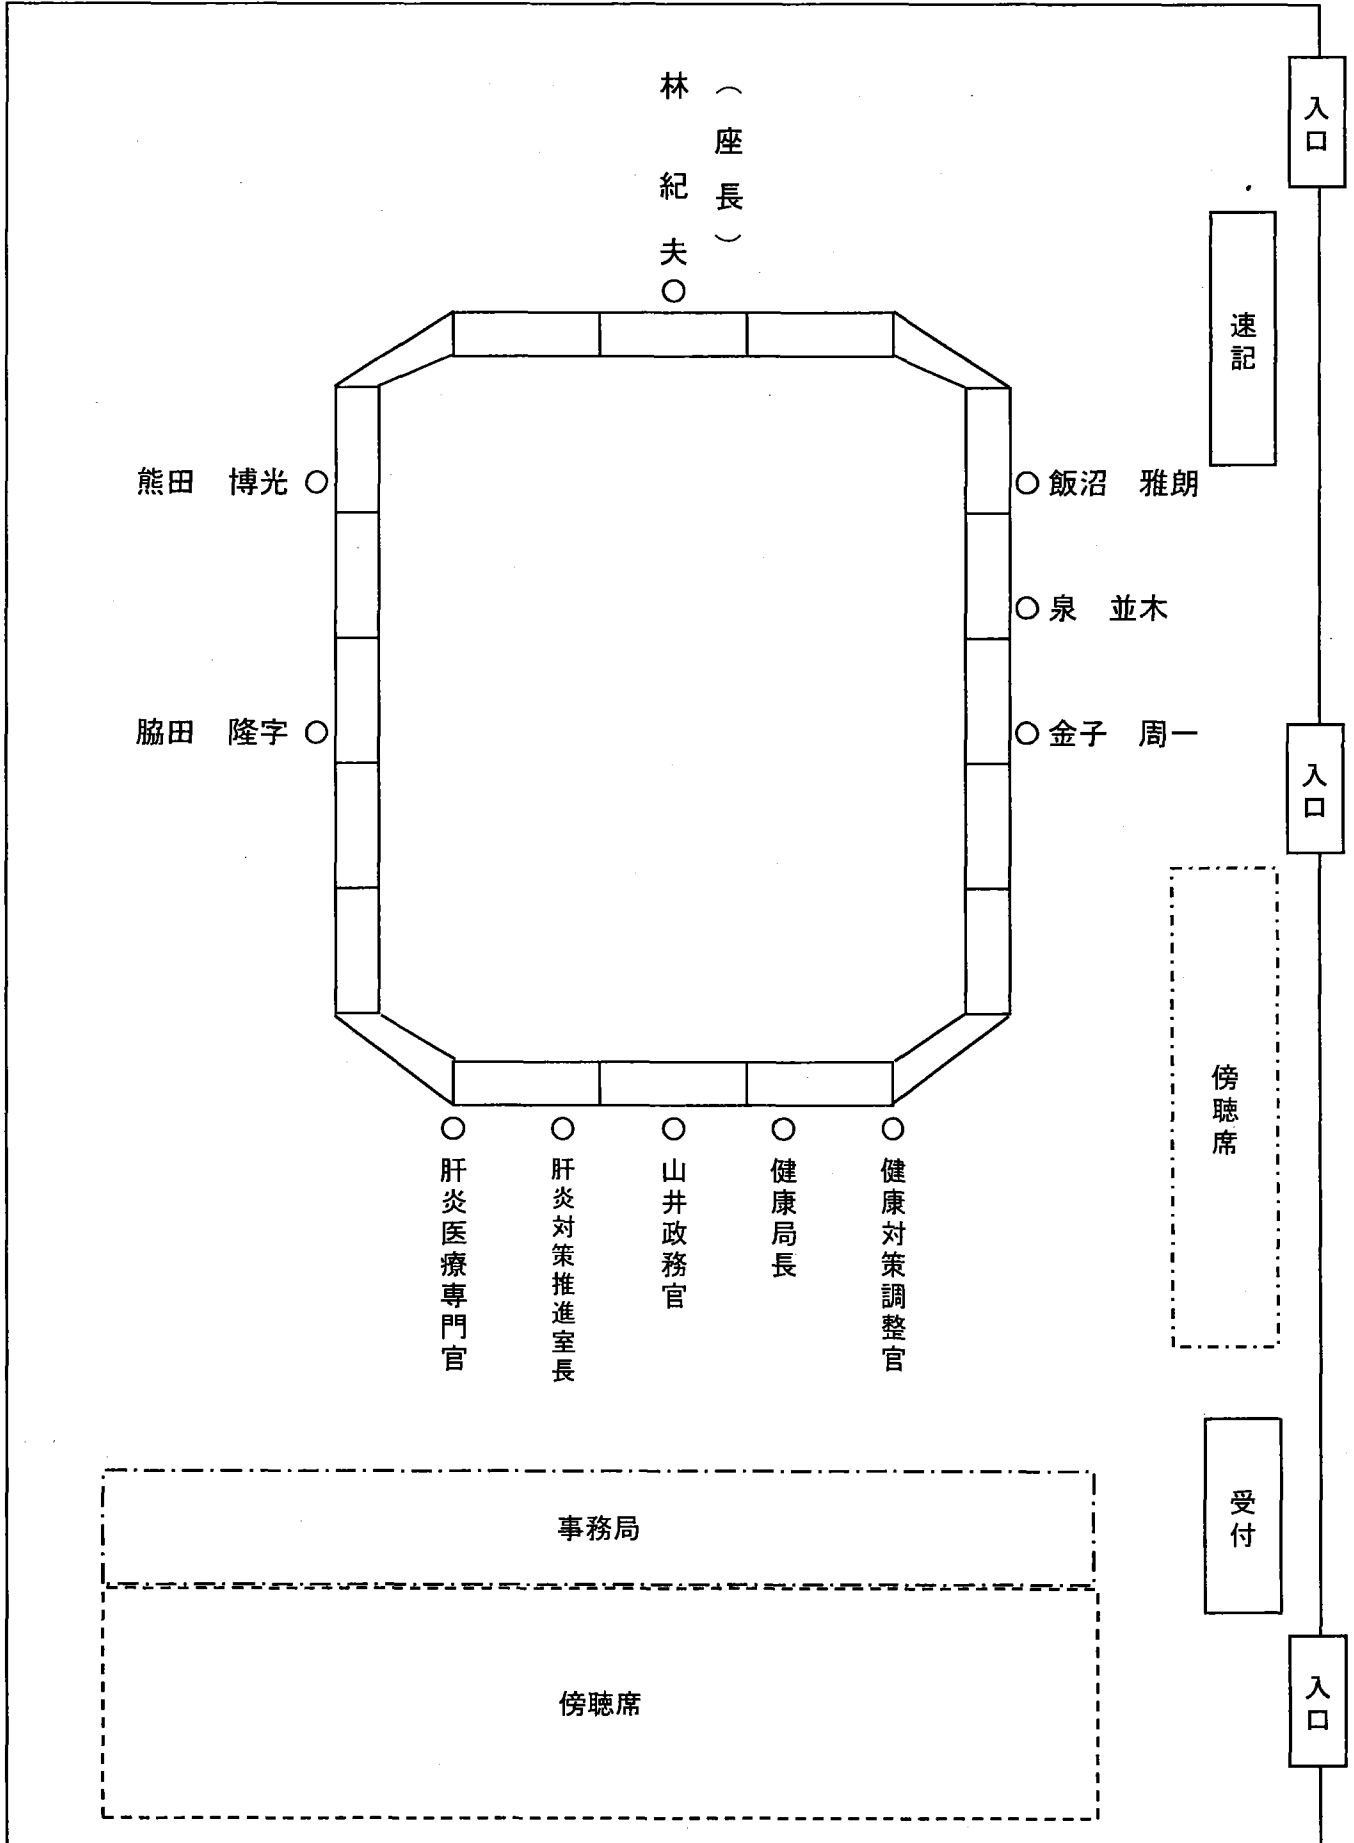 （座長）
林　紀夫
入口
速記
熊田　博光
飯沼　雅朗
泉　並木
脇田　隆字
金子　周一
入口
傍聴席
肝炎医療専門官
肝炎対策推進室長
山井政務官
健康局長
健康対策調整官
事務局
受付
傍聴席
入口